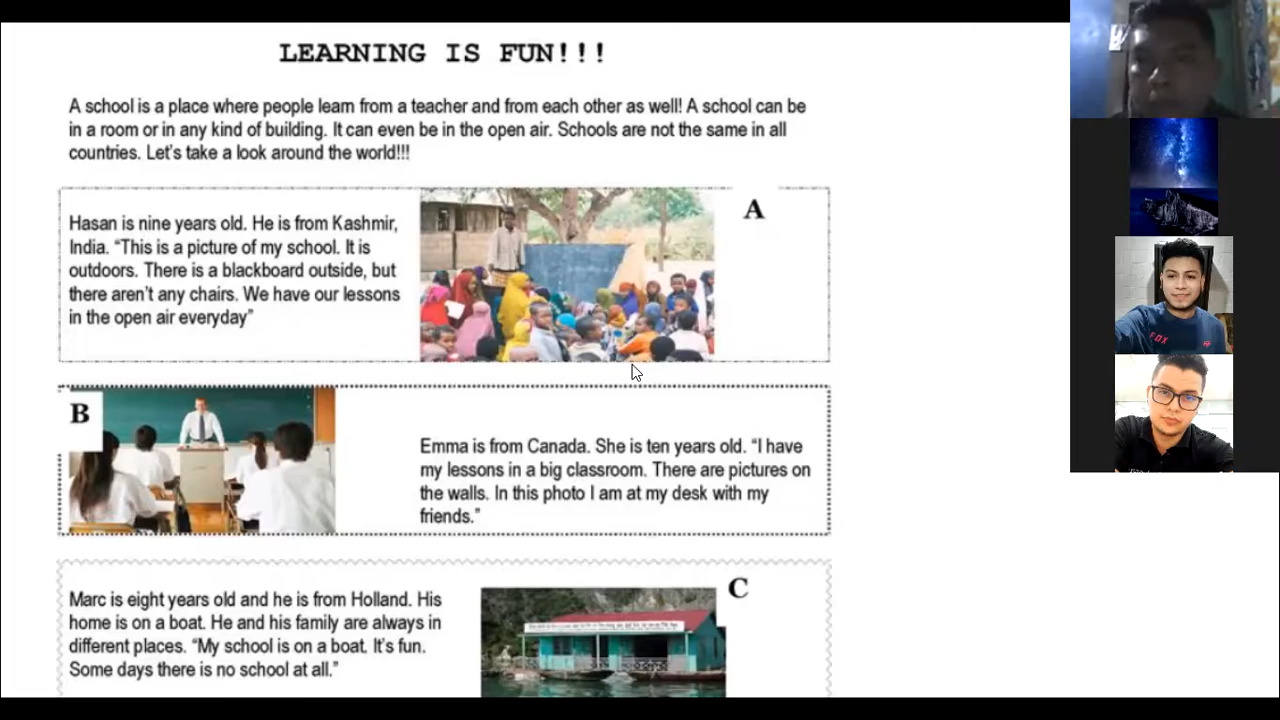 LEARNING IS FUN!!!
A school is a place where people learn from a teacher and from each other as well! A school can be
in a room or in any kind of building. It can even be in the open air. Schools are not the same in all
countries. Let's take a look around the world!!!
Hasan is nine years old. He is from Kashmir,
India. “This is a picture of my school. It is
outdoors. There is a blackboard outside, but
there aren't any chairs. We have our lessons
in the open air everyday”
A
B
Emma is from Canada. She is ten years old. “I have
my lessons in a big classroom. There are pictures on
the walls. In this photo I am at my desk with my
friends.”
Marc is eight years old and he is from Holland. His
home is on a boat. He and his family are always in
different places. “My school is on a boat. It's fun.
Some days there is no school at all.”
C
FOX